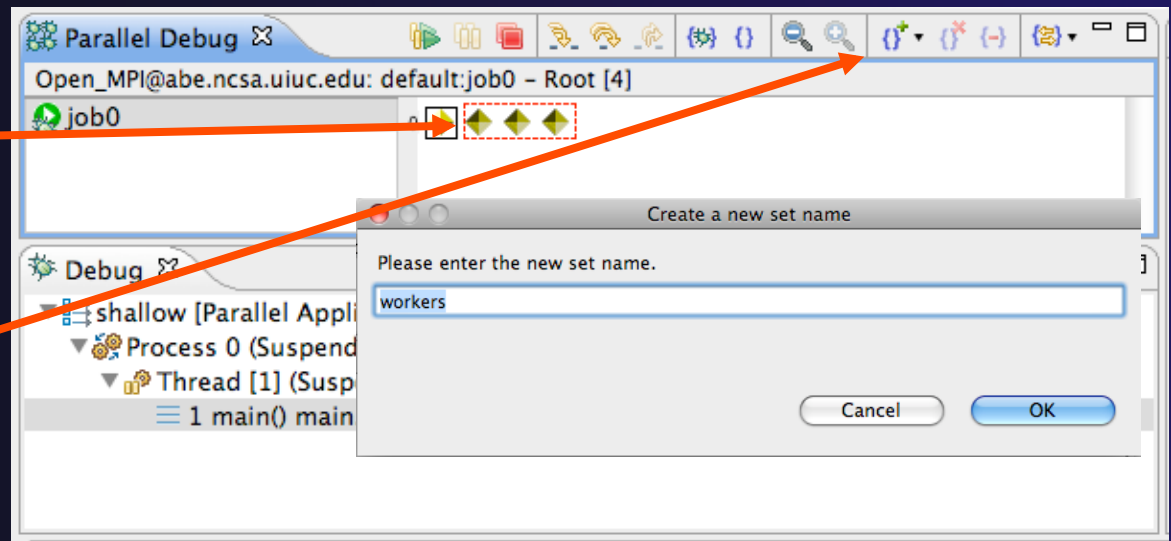 Parallel Debug
Open_MPI@abe.ncsa.uiuc.edu: default:job0 – Root [4]
job0
Create a new set name
Please enter the new set name.
workers
Cancel
OK
Debug
shallow [Parallel Appli
Process 0 (Suspend
Thread [1] (Susp
1 main() main